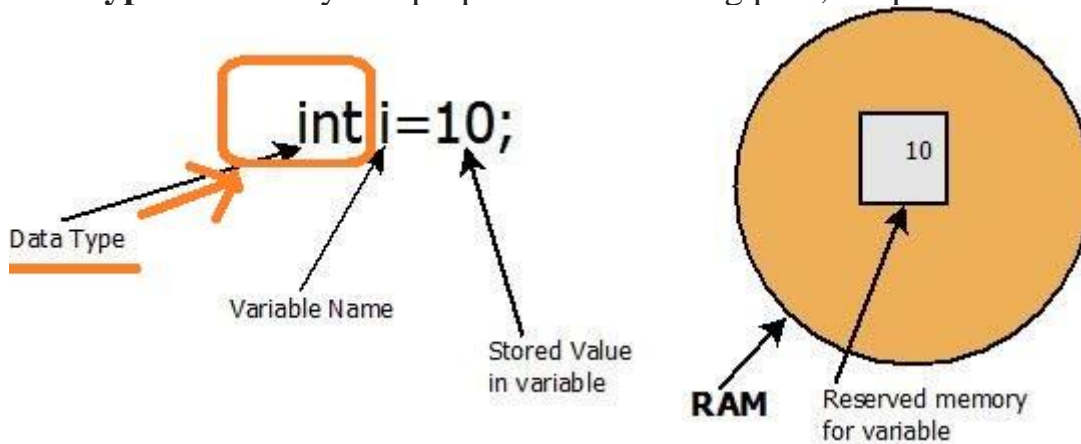 int i=10;
10
Data Type
Variable Name
Stored Value
in variable
RAM
Reserved memory
for variable